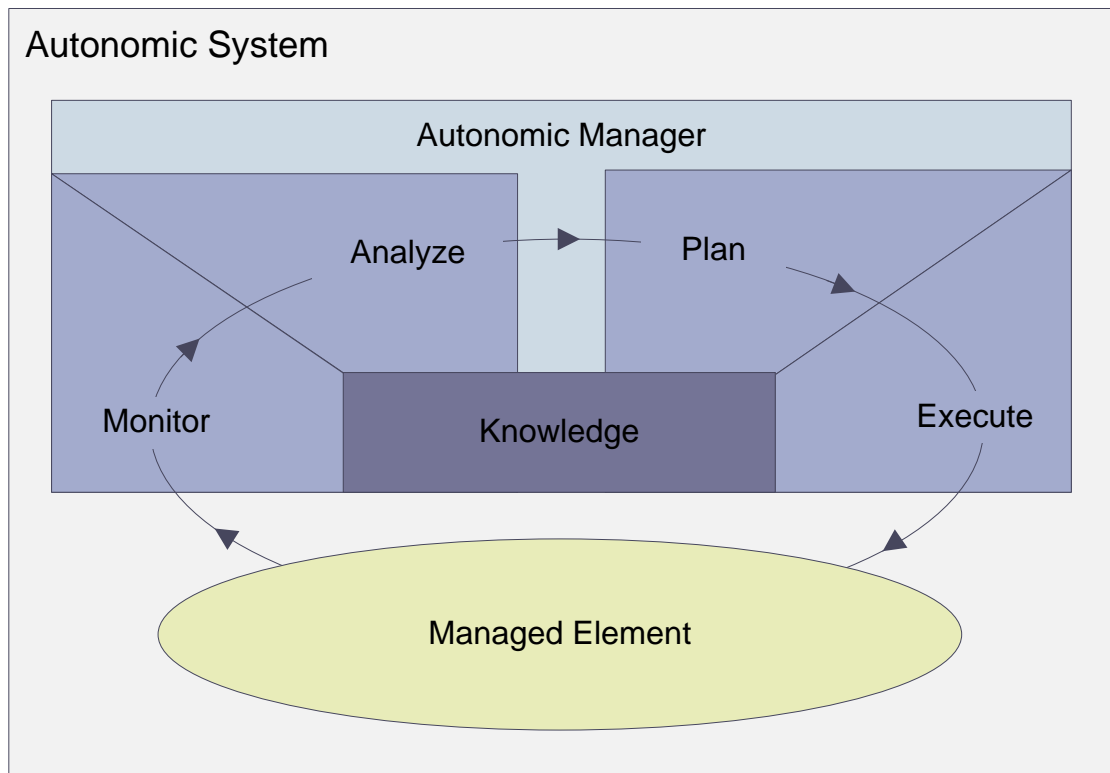 Autonomic System
Autonomic Manager
Analyze
Plan
Monitor
Knowledge
Execute
Managed Element